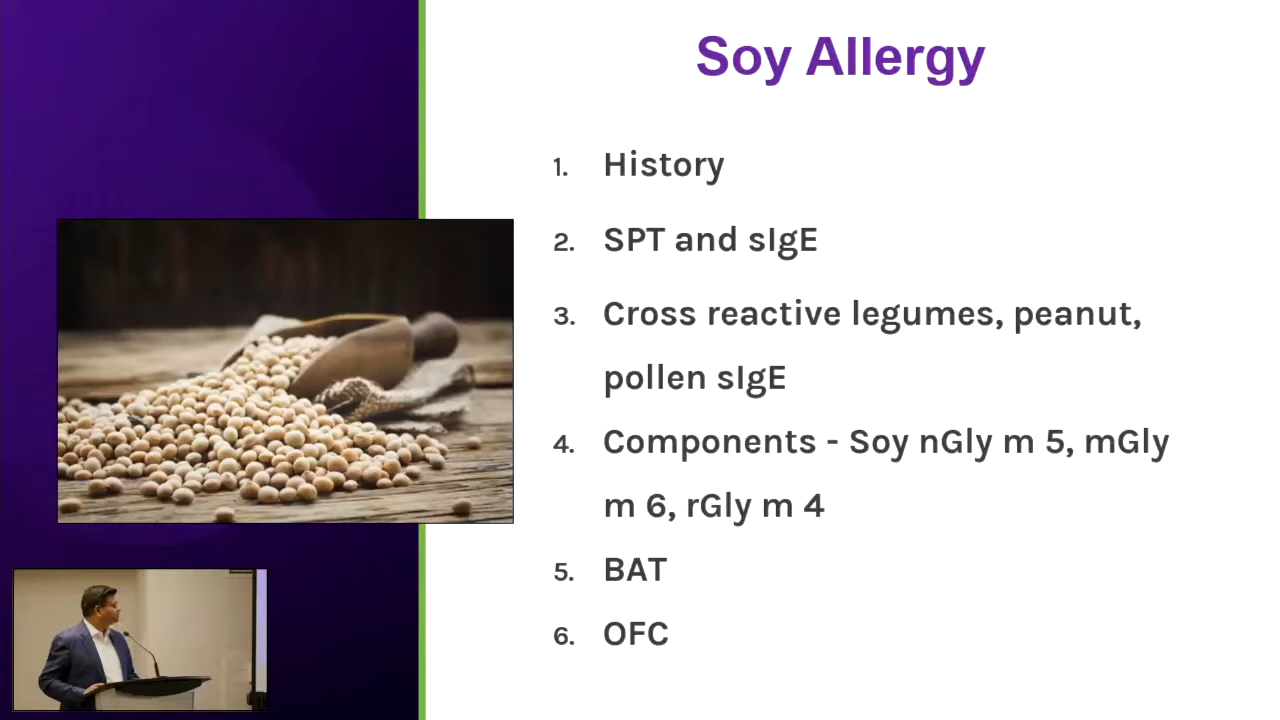 Soy Allergy
1. History
2. SPT and sIgE
3. Cross reactive legumes, peanut,
pollen sIgE
4. Components - Soy nGly m 5, mGly
m 6, rGly m 4
5. BAT
6. OFC